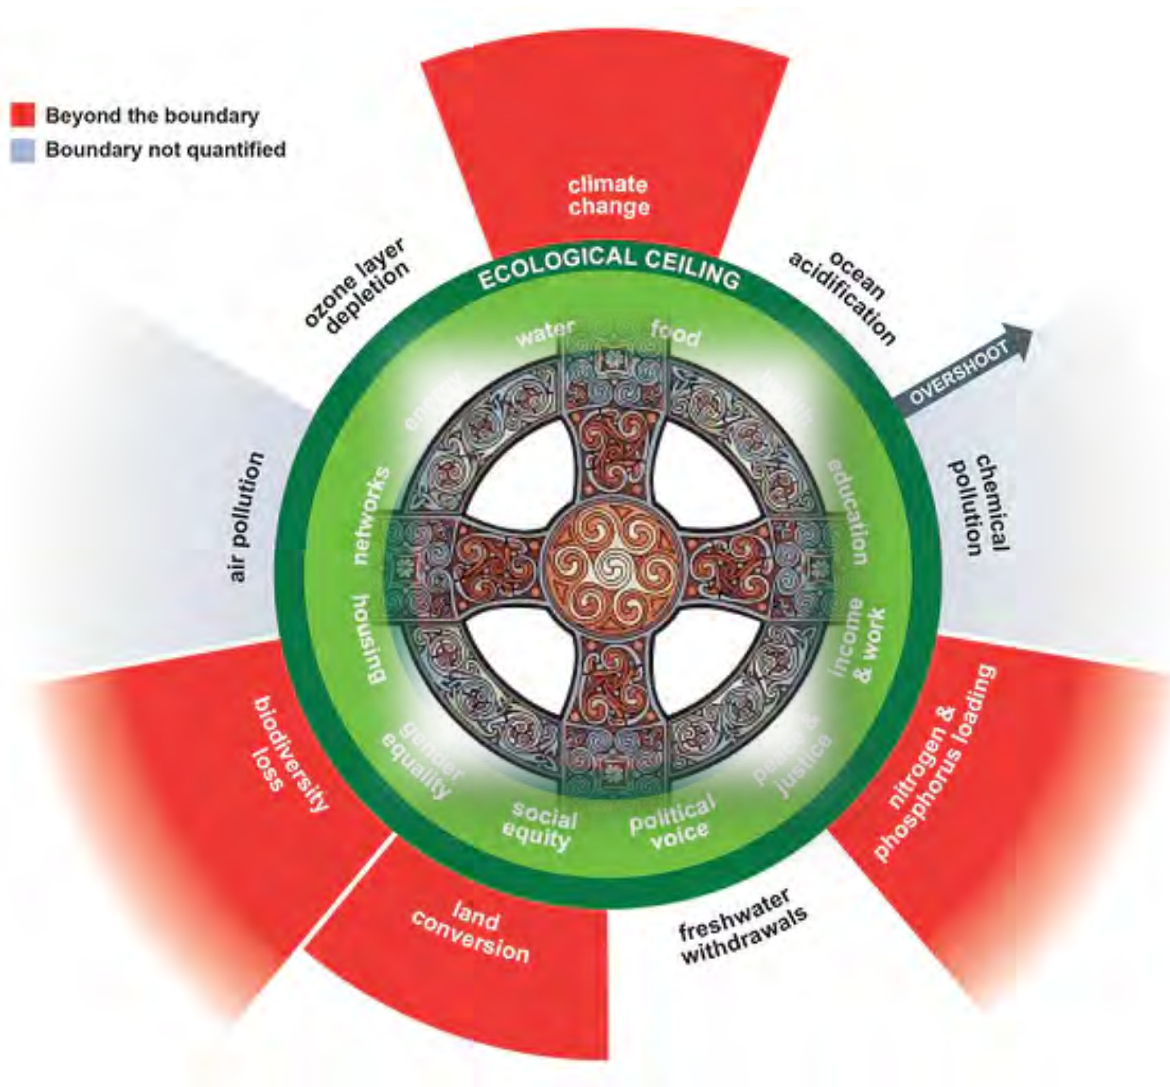 Beyond the boundary
Boundary not quantified
climate
change
ECOLOGICAL CEILING
ozone layer
depletion
ocean
acidification
OVERSHOOT
water
food
education
networks
air pollution
chemical
pollution
housing
income
& work
biodiversity
loss
gender
equality
justice
nitrogen &
phosphorus loading
social
equity
political
voice
land
conversion
freshwater
withdrawals